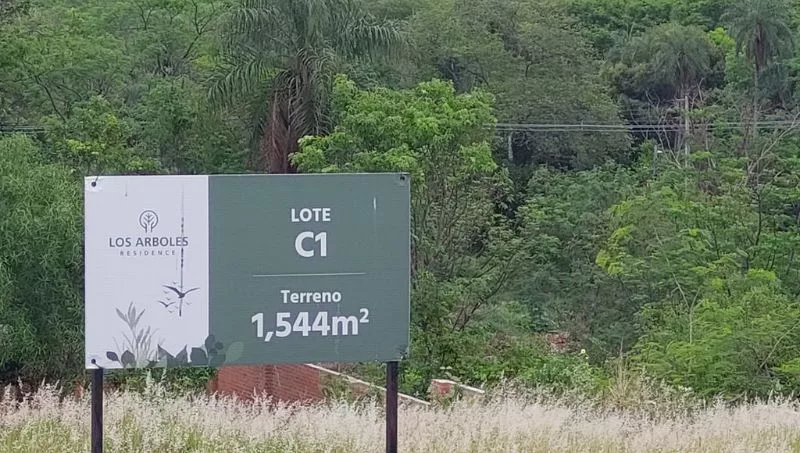 LOS ARBOLES
RESIDENCE
LOTE
C1
Terreno
1,544m²